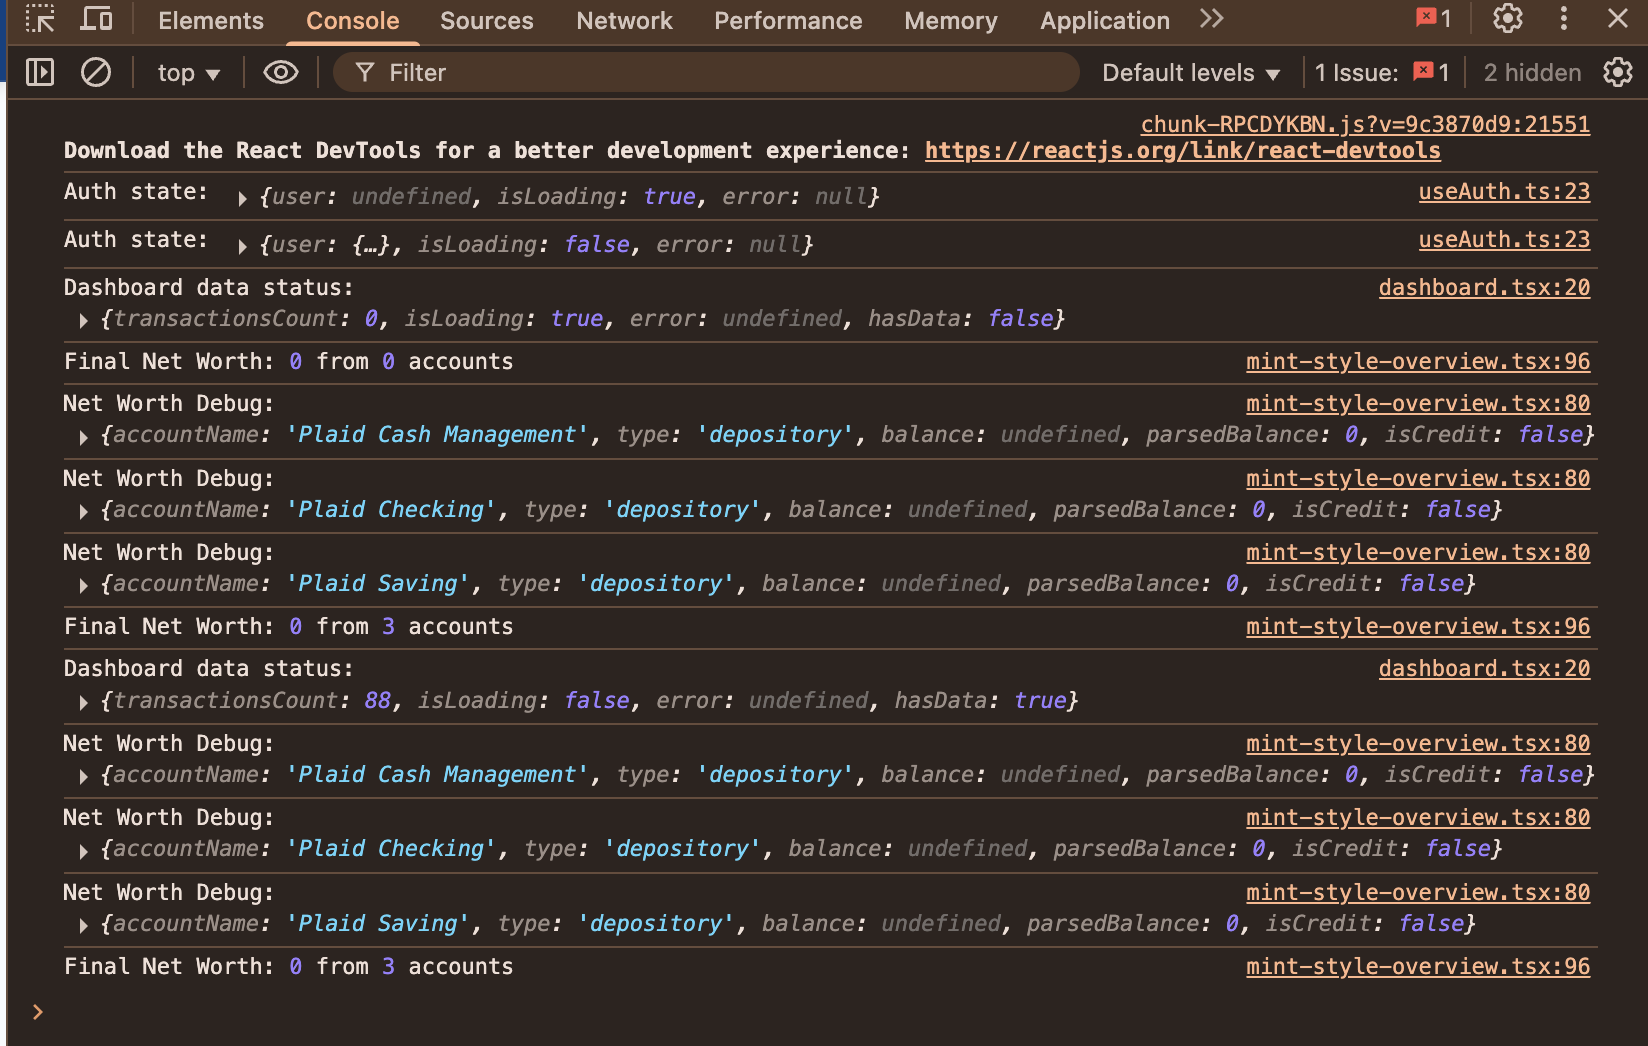 Elements Console Sources Network Performance Memory Application 1
top Filter Default levels 1 Issue: 1 2 hidden
chunk-RPCDYKBN.js?v=9c3870d9:21551
Download the React DevTools for a better development experience: https://reactjs.org/link/react-devtools
Auth state: {user: undefined, isLoading: true, error: null} useAuth.ts:23
Auth state: {user: {…}, isLoading: false, error: null} useAuth.ts:23
Dashboard data status: dashboard.tsx:20
{transactionsCount: 0, isLoading: true, error: undefined, hasData: false}
Final Net Worth: 0 from 0 accounts mint-style-overview.tsx:96
Net Worth Debug: mint-style-overview.tsx:80
{accountName: 'Plaid Cash Management', type: 'depository', balance: undefined, parsedBalance: 0, isCredit: false}
Net Worth Debug: mint-style-overview.tsx:80
{accountName: 'Plaid Checking', type: 'depository', balance: undefined, parsedBalance: 0, isCredit: false}
Net Worth Debug: mint-style-overview.tsx:80
{accountName: 'Plaid Saving', type: 'depository', balance: undefined, parsedBalance: 0, isCredit: false}
Final Net Worth: 0 from 3 accounts mint-style-overview.tsx:96
Dashboard data status: dashboard.tsx:20
{transactionsCount: 88, isLoading: false, error: undefined, hasData: true}
Net Worth Debug: mint-style-overview.tsx:80
{accountName: 'Plaid Cash Management', type: 'depository', balance: undefined, parsedBalance: 0, isCredit: false}
Net Worth Debug: mint-style-overview.tsx:80
{accountName: 'Plaid Checking', type: 'depository', balance: undefined, parsedBalance: 0, isCredit: false}
Net Worth Debug: mint-style-overview.tsx:80
{accountName: 'Plaid Saving', type: 'depository', balance: undefined, parsedBalance: 0, isCredit: false}
Final Net Worth: 0 from 3 accounts mint-style-overview.tsx:96